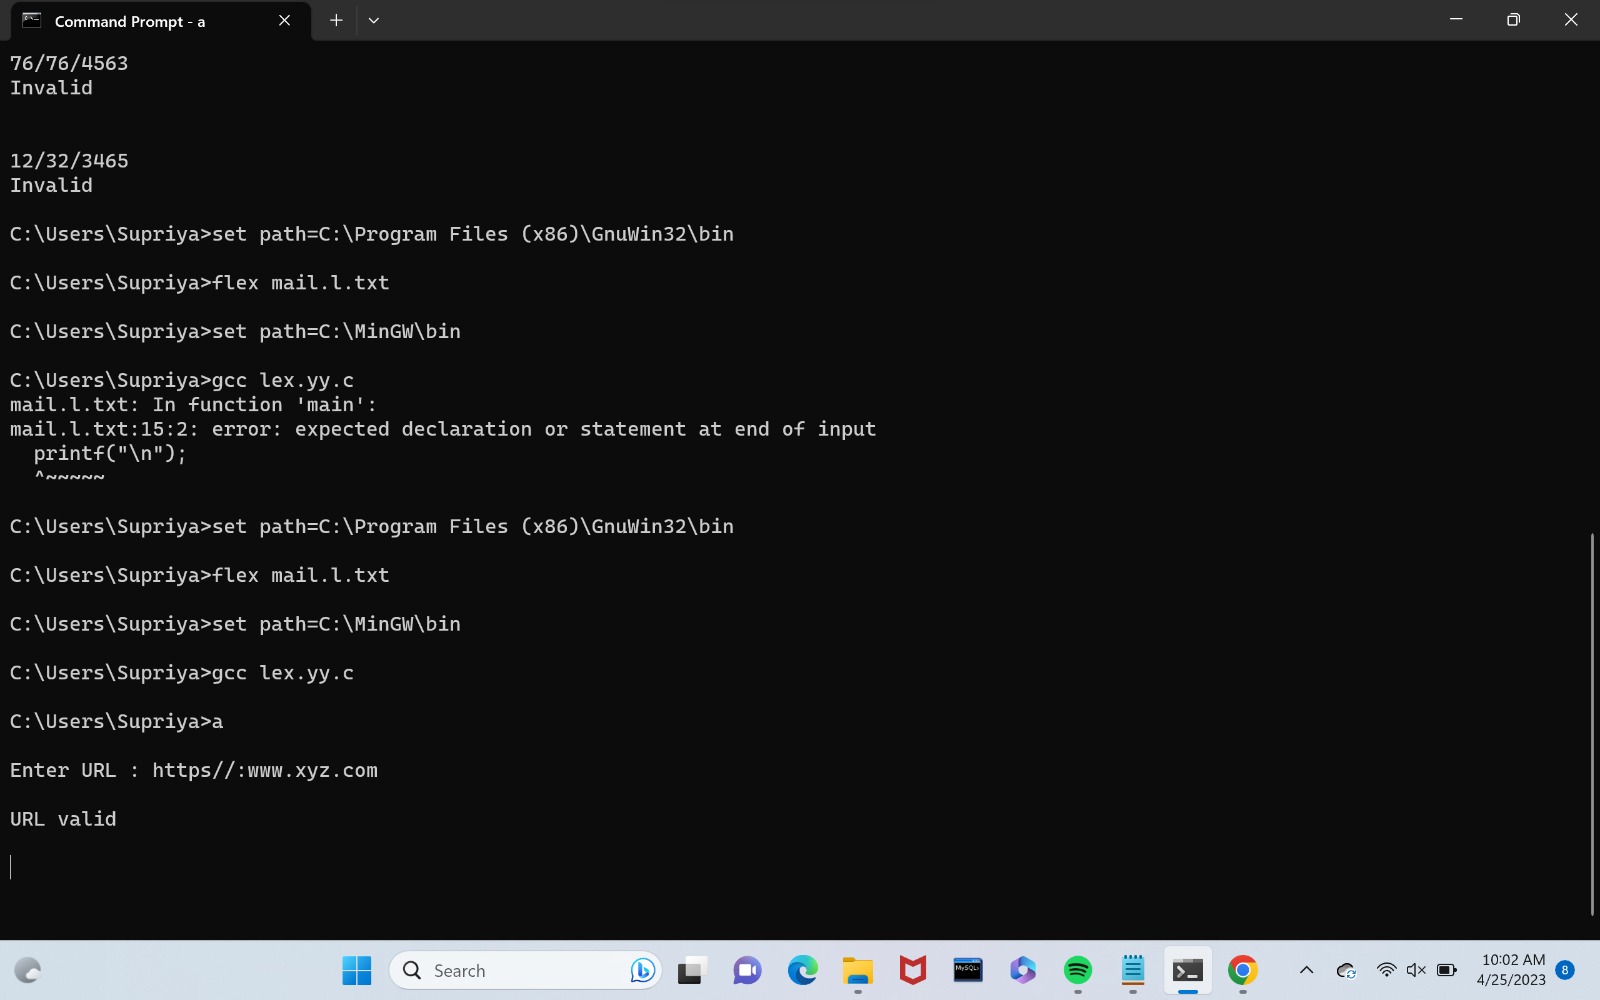 Command Prompt - a
76/76/4563
Invalid
12/32/3465
Invalid
C:\Users\Supriya>set path=C:\Program Files (x86)\GnuWin32\bin
C:\Users\Supriya>flex mail.l.txt
C:\Users\Supriya>set path=C:\MinGW\bin
C:\Users\Supriya>gcc lex.yy.c
mail.l.txt: In function 'main':
mail.l.txt:15:2: error: expected declaration or statement at end of input
  printf("\n");
  ^~~~~~
C:\Users\Supriya>set path=C:\Program Files (x86)\GnuWin32\bin
C:\Users\Supriya>flex mail.l.txt
C:\Users\Supriya>set path=C:\MinGW\bin
C:\Users\Supriya>gcc lex.yy.c
C:\Users\Supriya>a
Enter URL : https//:www.xyz.com
URL valid
Search
MySQL>
10:02 AM
4/25/2023
8